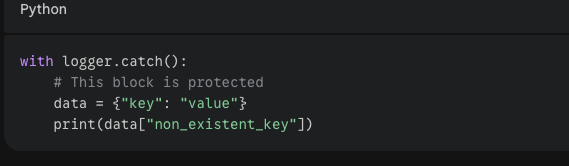 Python
with logger.catch():
    # This block is protected
    data = {"key": "value"}
    print(data["non_existent_key"])